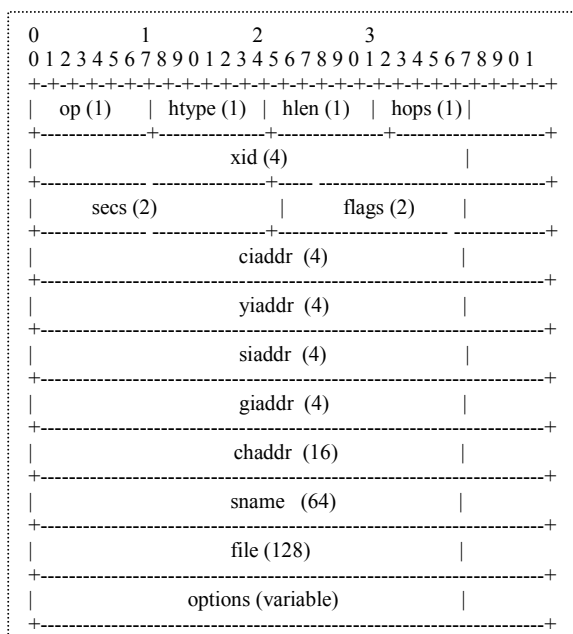 0 1 2 3
0 1 2 3 4 5 6 7 8 9 0 1 2 3 4 5 6 7 8 9 0 1 2 3 4 5 6 7 8 9 0 1
+-+-+-+-+-+-+-+-+-+-+-+-+-+-+-+-+-+-+-+-+-+-+-+-+-+-+-+-+-+-+-+-+
| op (1) | htype (1) | hlen (1) | hops (1) |
+---------------+---------------+---------------+---------------+
| xid (4) |
+--------------- ---------------+----- -------------------------+
| secs (2) | flags (2) |
+--------------- ---------------+----------------------- -------+
| ciaddr (4) |
+---------------------------------------------------------------+
| yiaddr (4) |
+---------------------------------------------------------------+
| siaddr (4) |
+---------------------------------------------------------------+
| giaddr (4) |
+---------------------------------------------------------------+
| chaddr (16) |
+---------------------------------------------------------------+
| sname (64) |
+---------------------------------------------------------------+
| file (128) |
+---------------------------------------------------------------+
| options (variable) |
+---------------------------------------------------------------+